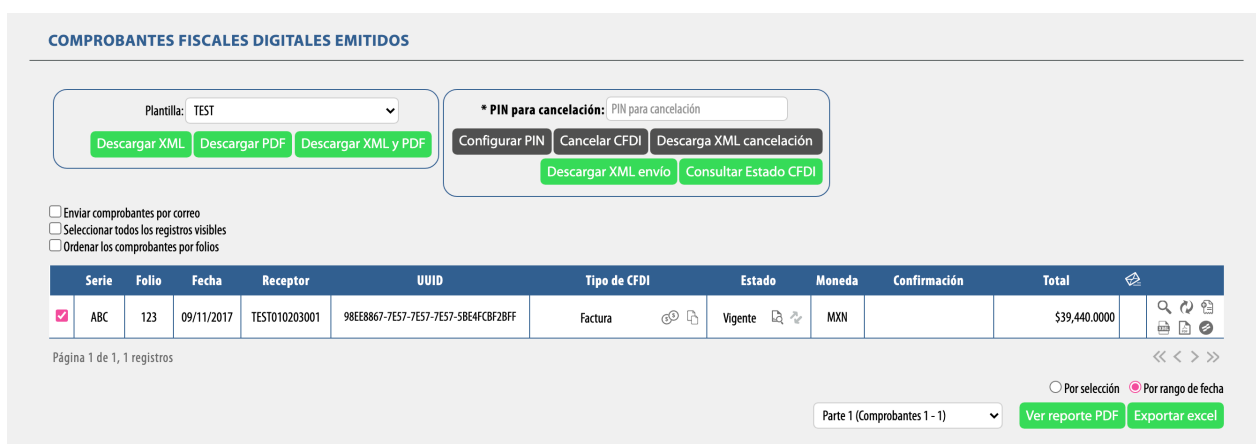 COMPROBANTES FISCALES DIGITALES EMITIDOS
Plantilla: TEST
Descargar XML Descargar PDF Descargar XML y PDF
* PIN para cancelación: PIN para cancelación
Configurar PIN Cancelar CFDI Descarga XML cancelación
Descargar XML envío Consultar Estado CFDI
Enviar comprobantes por correo
Seleccionar todos los registros visibles
Ordenar los comprobantes por folios
Serie Folio Fecha Receptor UUID Tipo de CFDI Estado Moneda Confirmación Total
ABC 123 09/11/2017 TEST010203001 98EE8867-7E57-7E57-7E57-5BE4FCBF2BFF Factura Vigente MXN $39,440.0000
Página 1 de 1, 1 registros
Por selección Por rango de fecha
Parte 1 (Comprobantes 1 - 1) Ver reporte PDF Exportar excel